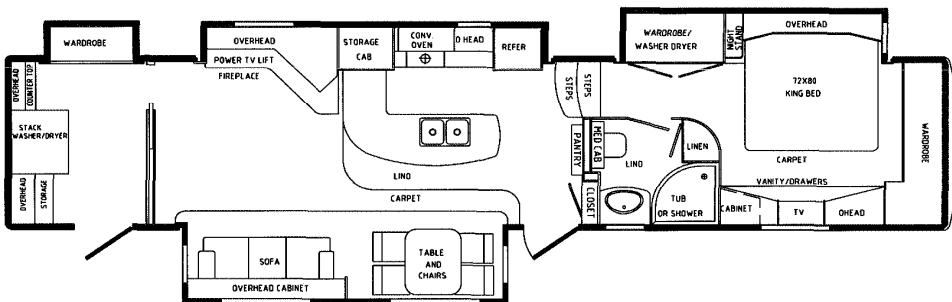 WARDROBE
OVERHEAD
COUNTER TOP
STACK
WASHER/DRYER
OVERHEAD
STORAGE
OVERHEAD
POWER TV LIFT
FIREPLACE
STORAGE
CAB
CONV.
OVEN
O HEAD
REFER
LINO
CARPET
SOFA
OVERHEAD CABINET
TABLE
AND
CHAIRS
STEPS
STEPS
PANTRY
MED CAB
CLOSET
LINO
LINEN
TUB
OR SHOWER
WARDROBE/
WASHER DRYER
NIGHT
STAND
OVERHEAD
72X80
KING BED
CARPET
VANITY/DRAWERS
CABINET
TV
OHEAD
WARDROBE